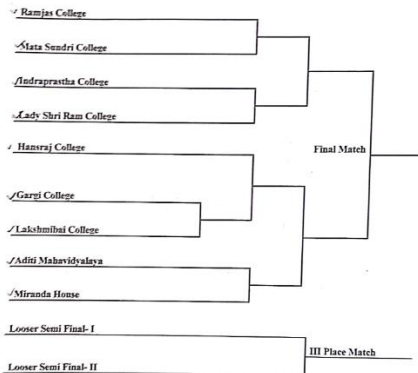 Ramjas College
Mata Sundri College
Indraprastha College
Lady Shri Ram College
Hansraj College
Final Match
Gargi College
Lakshmibai College
Aditi Mahavidyalaya
Miranda House
Looser Semi Final- I
III Place Match
Looser Semi Final- II